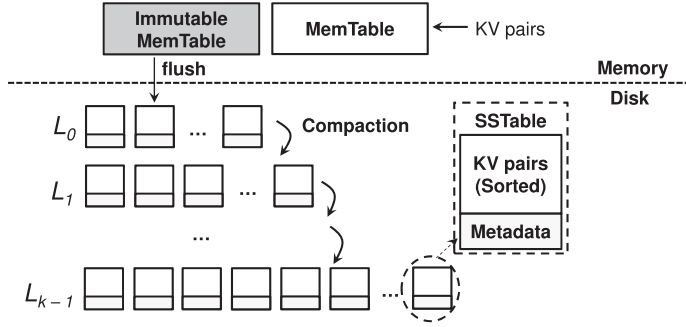 Immutable
MemTable
MemTable
KV pairs
flush
Memory
Disk
L0
...
Compaction
SSTable
KV pairs
(Sorted)
Metadata
L1
...
...
Lk – 1
...